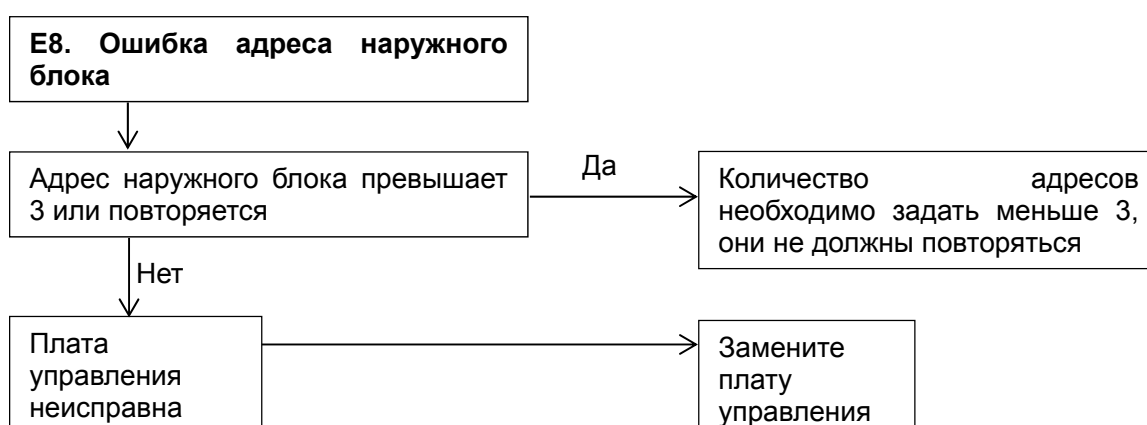 E8. Ошибка адреса наружного
блока
Адрес наружного блока превышает
3 или повторяется
Да
Количество адресов
необходимо задать меньше 3,
они не должны повторяться
Нет
Плата
управления
неисправна
Замените
плату
управления